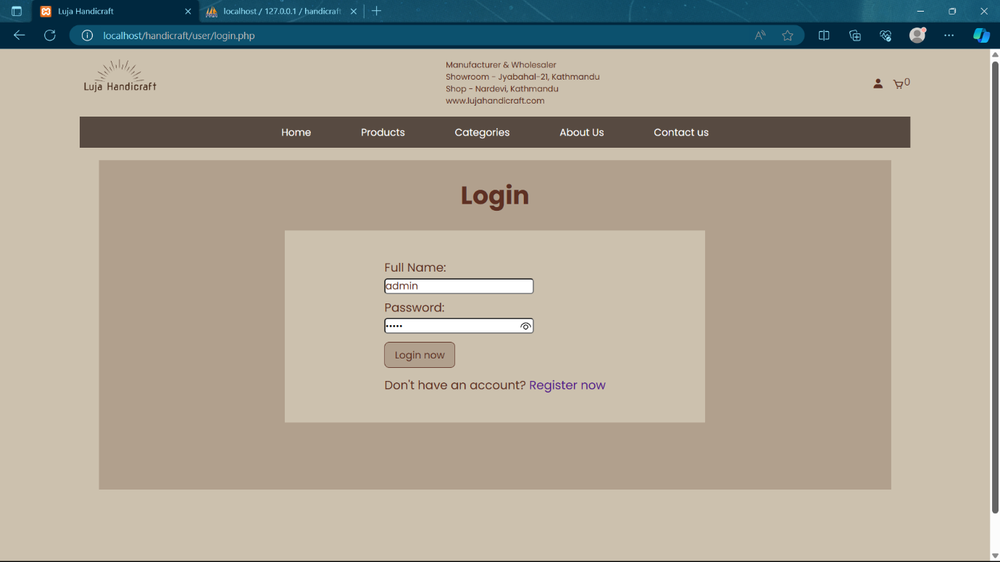 Luja Handicraft
localhost / 127.0.0.1 / handicraft
localhost/handicraft/user/login.php
Luja Handicraft
Manufacturer & Wholesaler
Showroom - Jyabahal-21, Kathmandu
Shop - Nardevi, Kathmandu
www.lujahandicraft.com
0
Home Products Categories About Us Contact us
Login
Full Name:
admin
Password:
•••••
Login now
Don't have an account? Register now